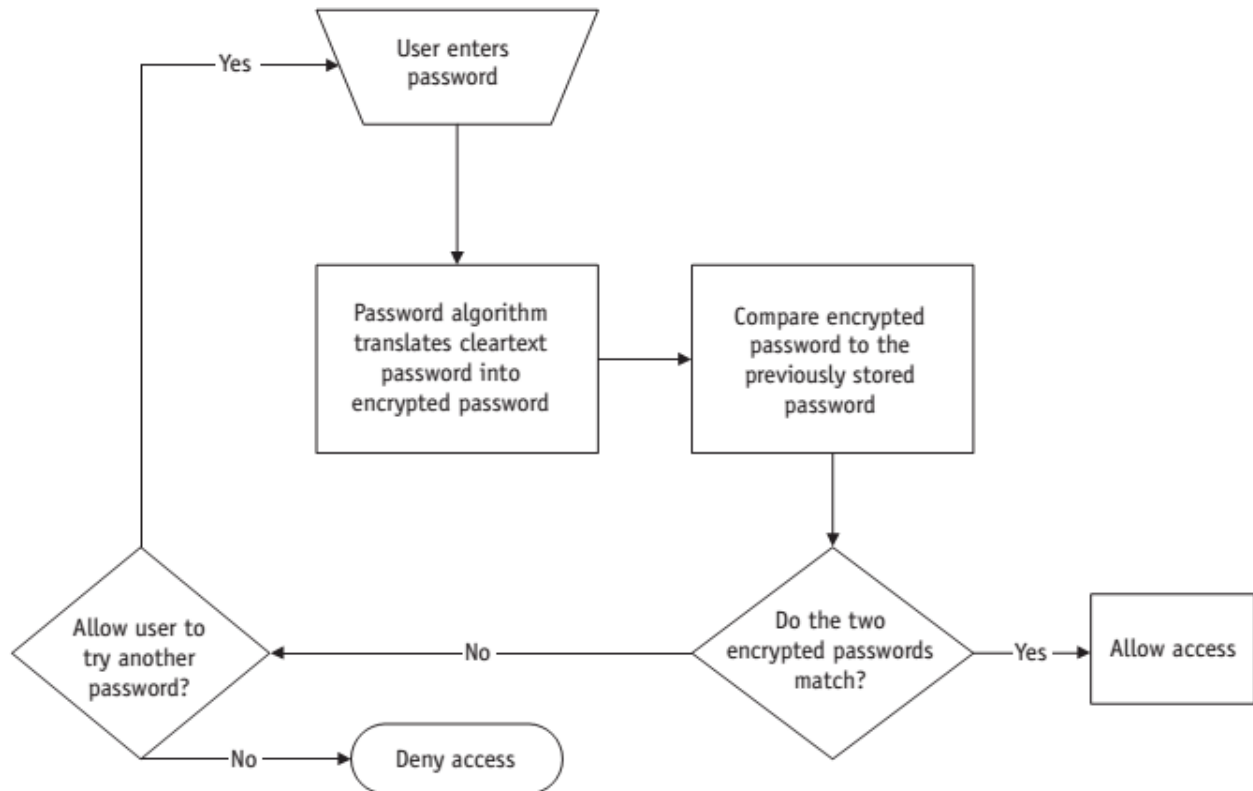 User enters
password
Yes
Password algorithm
translates cleartext
password into
encrypted password
Compare encrypted
password to the
previously stored
password
Allow user to
try another
password?
No
Do the two
encrypted passwords
match?
Yes
Allow access
No
Deny access